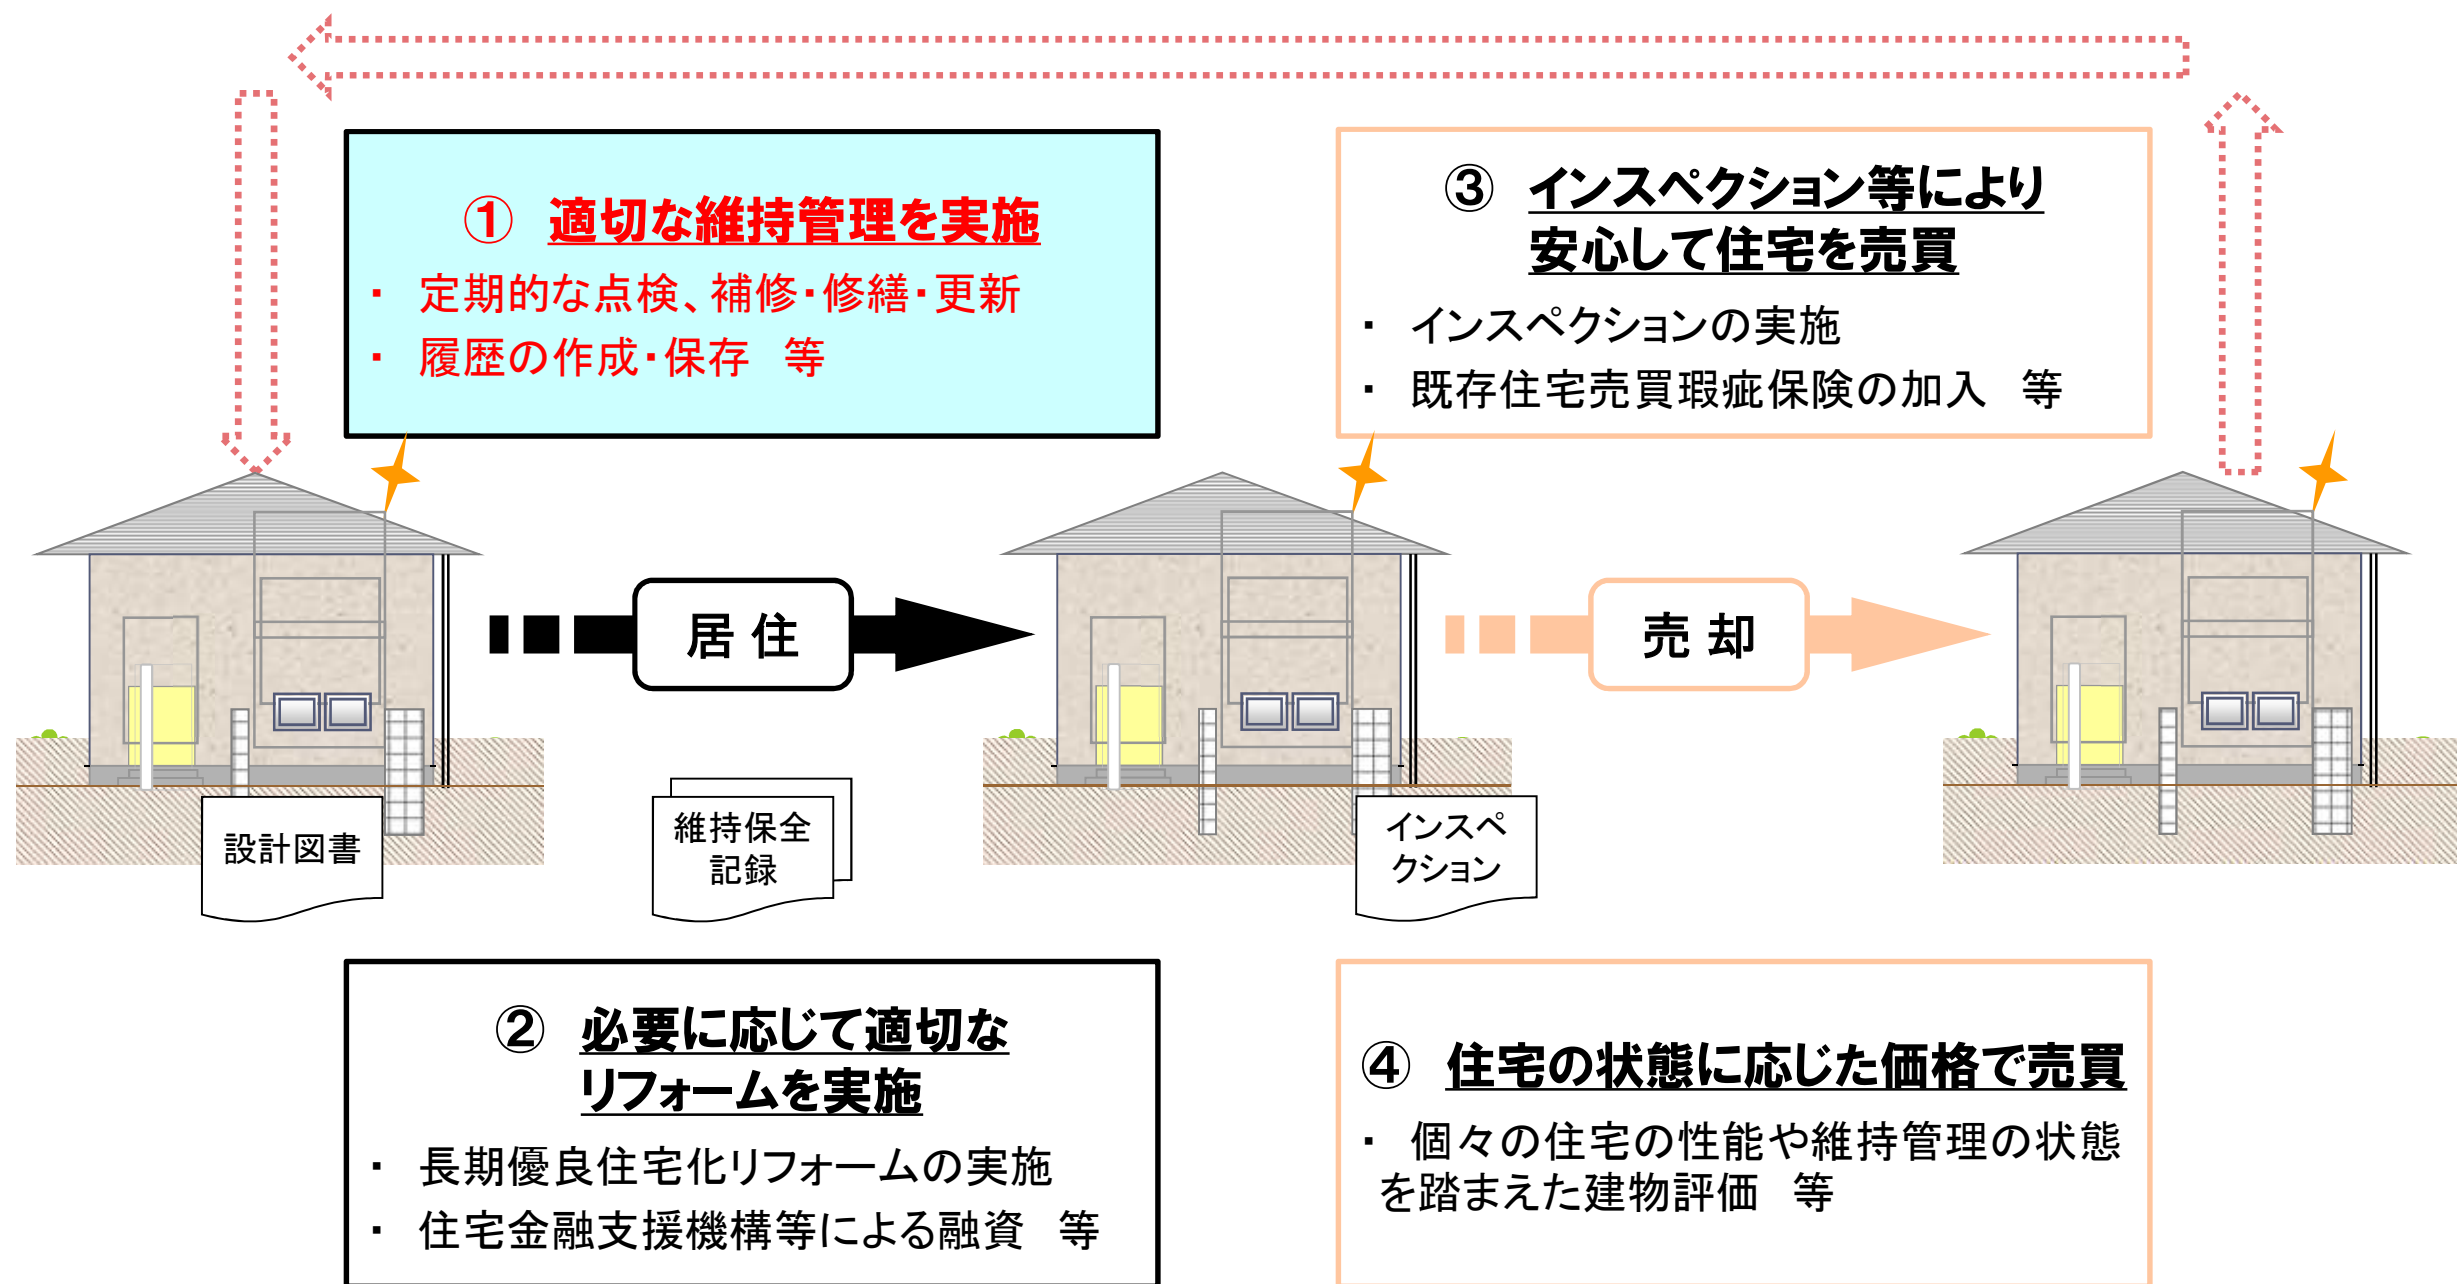 ① 適切な維持管理を実施
・ 定期的な点検、補修・修繕・更新
・ 履歴の作成・保存 等
③ インスペクション等により
安心して住宅を売買
・ インスペクションの実施
・ 既存住宅売買瑕疵保険の加入 等
居 住
売 却
設計図書
維持保全
記録
インスペ
クション
② 必要に応じて適切な
リフォームを実施
・ 長期優良住宅化リフォームの実施
・ 住宅金融支援機構等による融資 等
④ 住宅の状態に応じた価格で売買
・ 個々の住宅の性能や維持管理の状態
を踏まえた建物評価 等